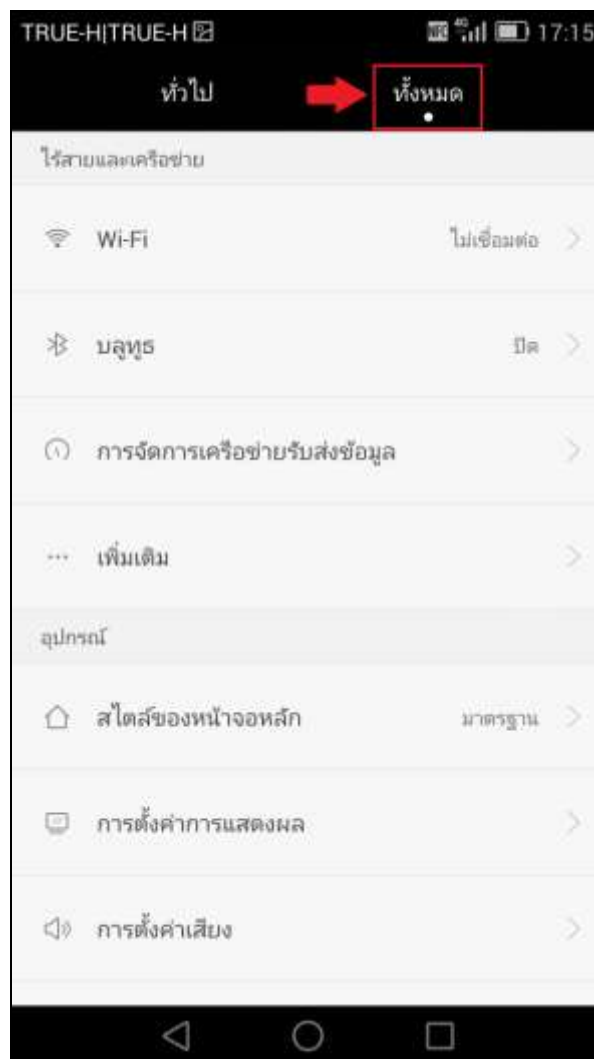 TRUE-H|TRUE-H 4G 17:15
ทั่วไป ทั้งหมด
ไร้สายและเครือข่าย
Wi-Fi ไม่เชื่อมต่อ
บลูทูธ ปิด
การจัดการเครือข่ายรับส่งข้อมูล
เพิ่มเติม
อุปกรณ์
สไตล์ของหน้าจอหลัก มาตรฐาน
การตั้งค่าการแสดงผล
การตั้งค่าเสียง